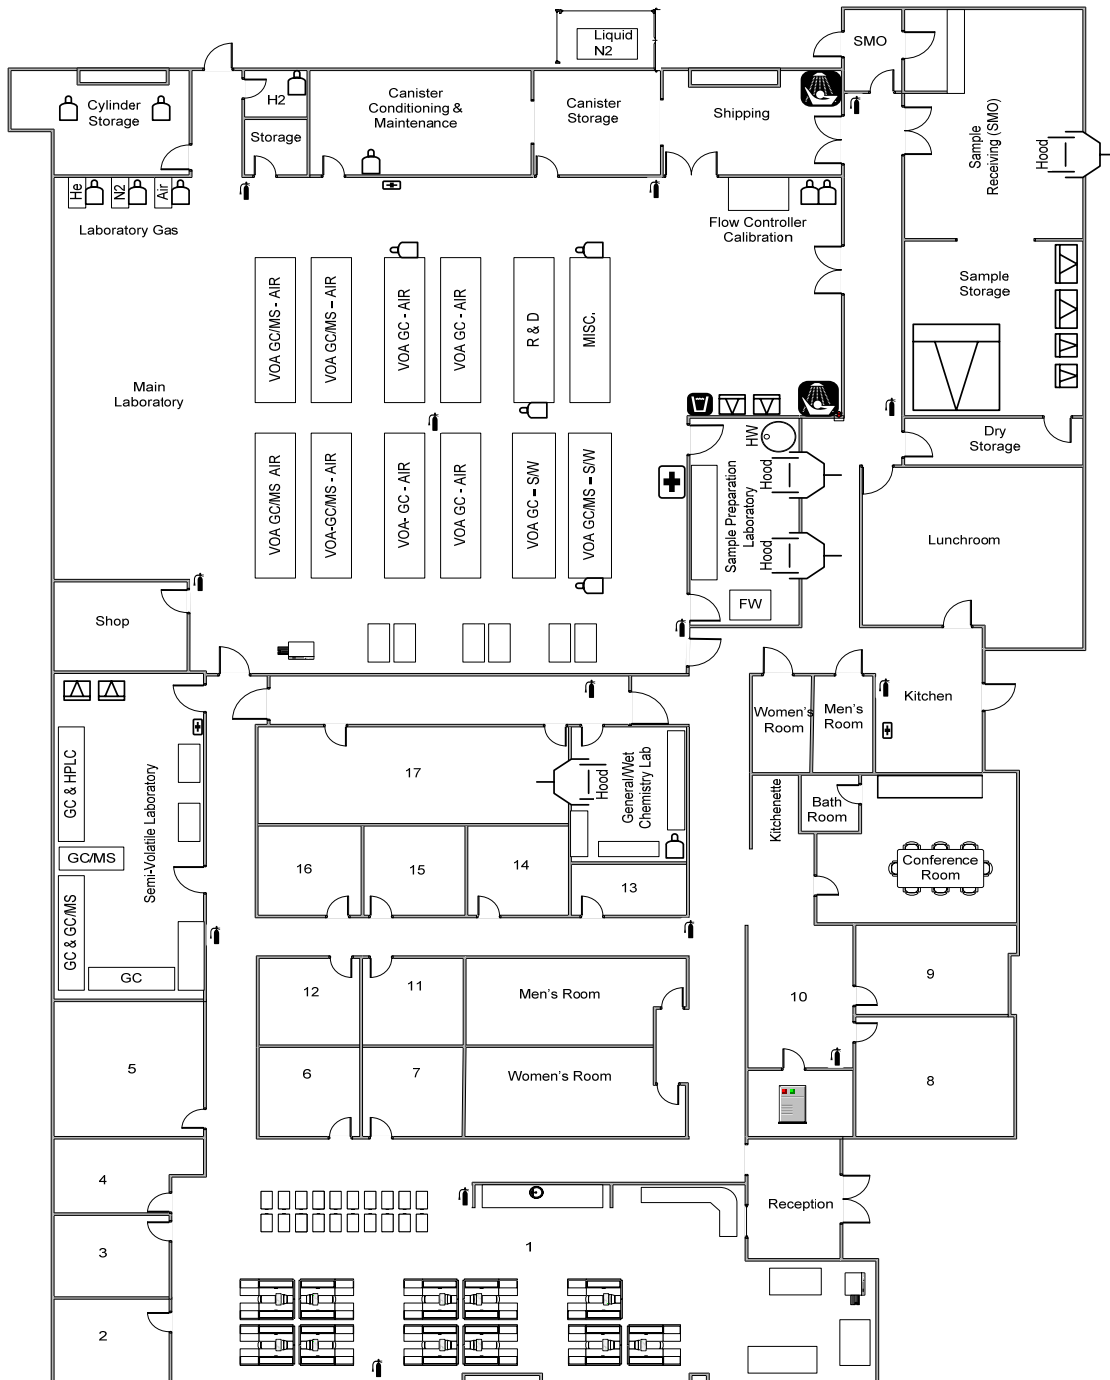 Liquid
N2
SMO
Cylinder
Storage
H2
Storage
Canister
Conditioning &
Maintenance
Canister
Storage
Shipping
Sample
Receiving (SMO)
Hood
He
N2
Air
Laboratory Gas
Flow Controller
Calibration
VOA GC/MS - AIR
VOA GC/MS – AIR
VOA GC - AIR
VOA GC - AIR
R & D
MISC.
Sample
Storage
Main
Laboratory
HW
Dry
Storage
VOA GC/MS AIR
VOA-GC/MS - AIR
VOA- GC - AIR
VOA GC - AIR
VOA GC – S/W
VOA GC/MS – S/W
Sample Preparation
Laboratory
Hood
Hood
Lunchroom
FW
Shop
Kitchen
Women's
Room
Men's
Room
GC & HPLC
GC/MS
GC & GC/MS
GC
Semi-Volatile Laboratory
17
Hood
General/Wet
Chemistry Lab
Kitchenette
Bath
Room
Conference
Room
16
15
14
13
12
11
Men's Room
10
9
5
6
7
Women's Room
8
4
Reception
3
1
2